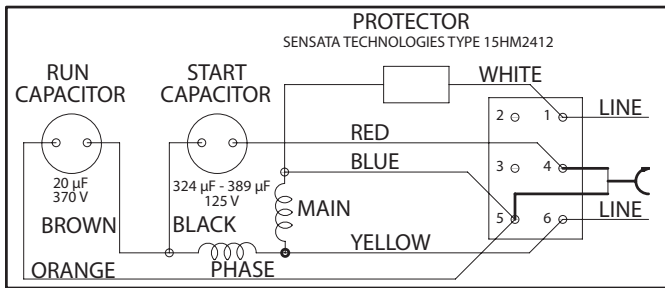 PROTECTOR
SENSATA TECHNOLOGIES TYPE 15HM2412
RUN
CAPACITOR
START
CAPACITOR
WHITE
2
1
LINE
RED
3
4
BLUE
20 µF
370 V
324 µF - 389 µF
125 V
MAIN
BROWN
BLACK
5
6
LINE
YELLOW
ORANGE
PHASE